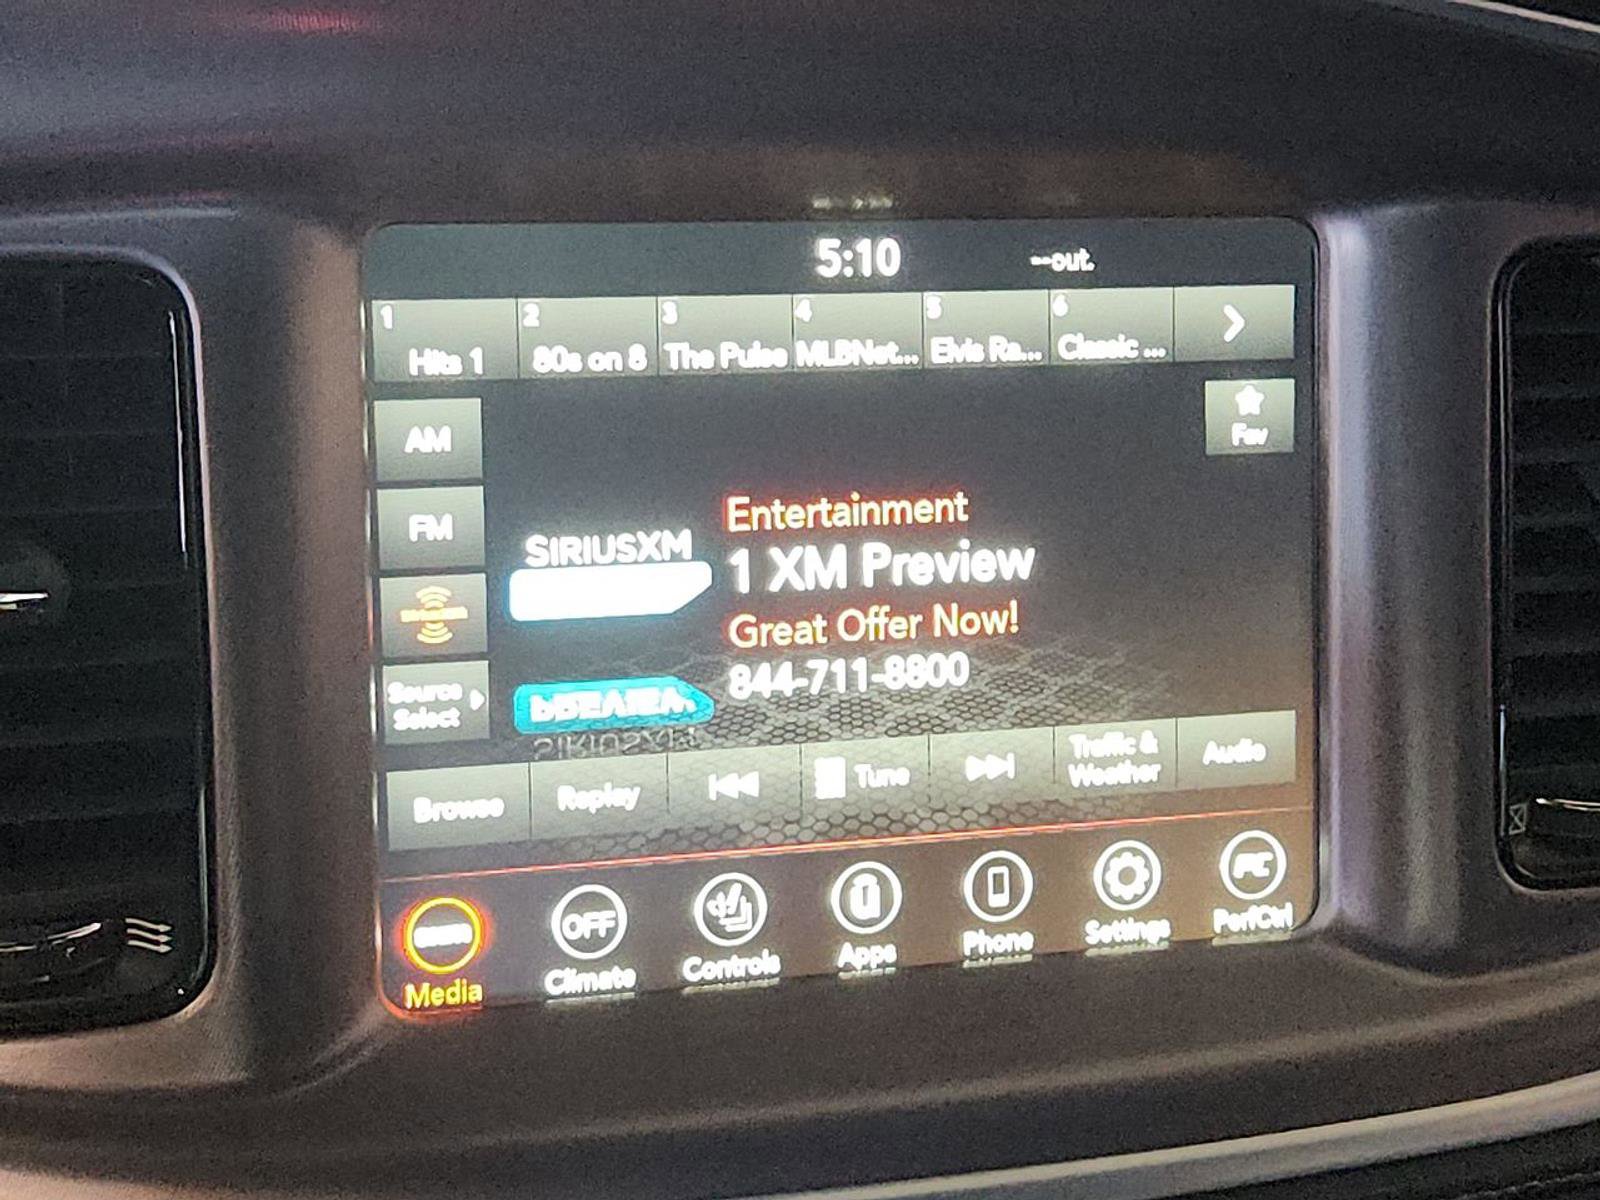 5:10
--out.
1 Hits 1
2 80s on 8
3 The Pulse
4 MLBNet...
5 Elvis Ra...
6 Classic ...
Fav
AM
FM
Source
Select
SIRIUSXM
Entertainment
1 XM Preview
Great Offer Now!
844-711-8800
Browse
Replay
Tune
Traffic &
Weather
Audio
OFF
Media
Climate
Controls
Apps
Phone
Settings
PerfCtrl